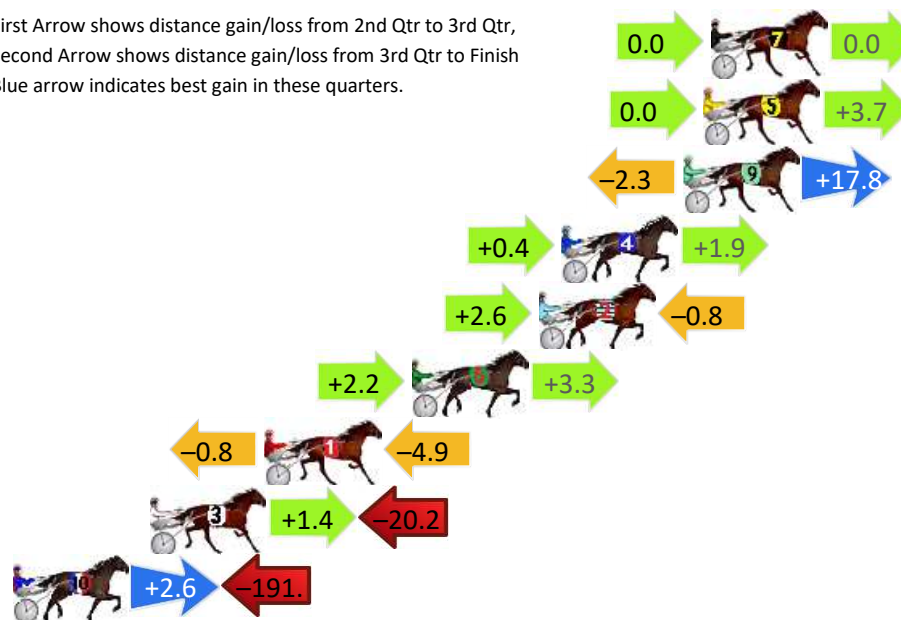 irst Arrow shows distance gain/loss from 2nd Qtr to 3rd Qtr,
econd Arrow shows distance gain/loss from 3rd Qtr to Finish
lue arrow indicates best gain in these quarters.
0.0 7 0.0
0.0 5 +3.7
−2.3 9 +17.8
+0.4 4 +1.9
+2.6 2 −0.8
+2.2 6 +3.3
−0.8 1 −4.9
3 +1.4 −20.2
10 +2.6 −191.